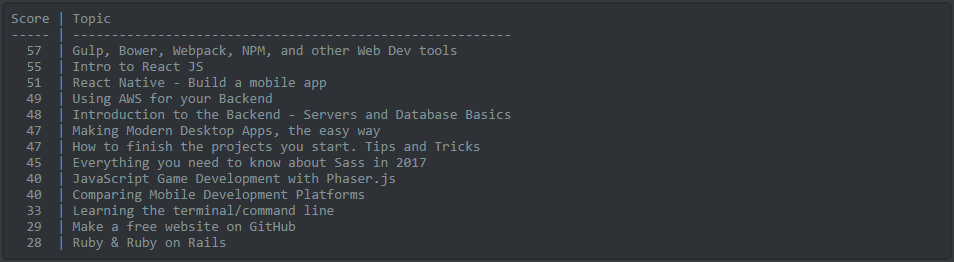 Score | Topic
----- | ---------------------------------------------------------
57 | Gulp, Bower, Webpack, NPM, and other Web Dev tools
55 | Intro to React JS
51 | React Native - Build a mobile app
49 | Using AWS for your Backend
48 | Introduction to the Backend - Servers and Database Basics
47 | Making Modern Desktop Apps, the easy way
47 | How to finish the projects you start. Tips and Tricks
45 | Everything you need to know about Sass in 2017
40 | JavaScript Game Development with Phaser.js
40 | Comparing Mobile Development Platforms
33 | Learning the terminal/command line
29 | Make a free website on GitHub
28 | Ruby & Ruby on Rails